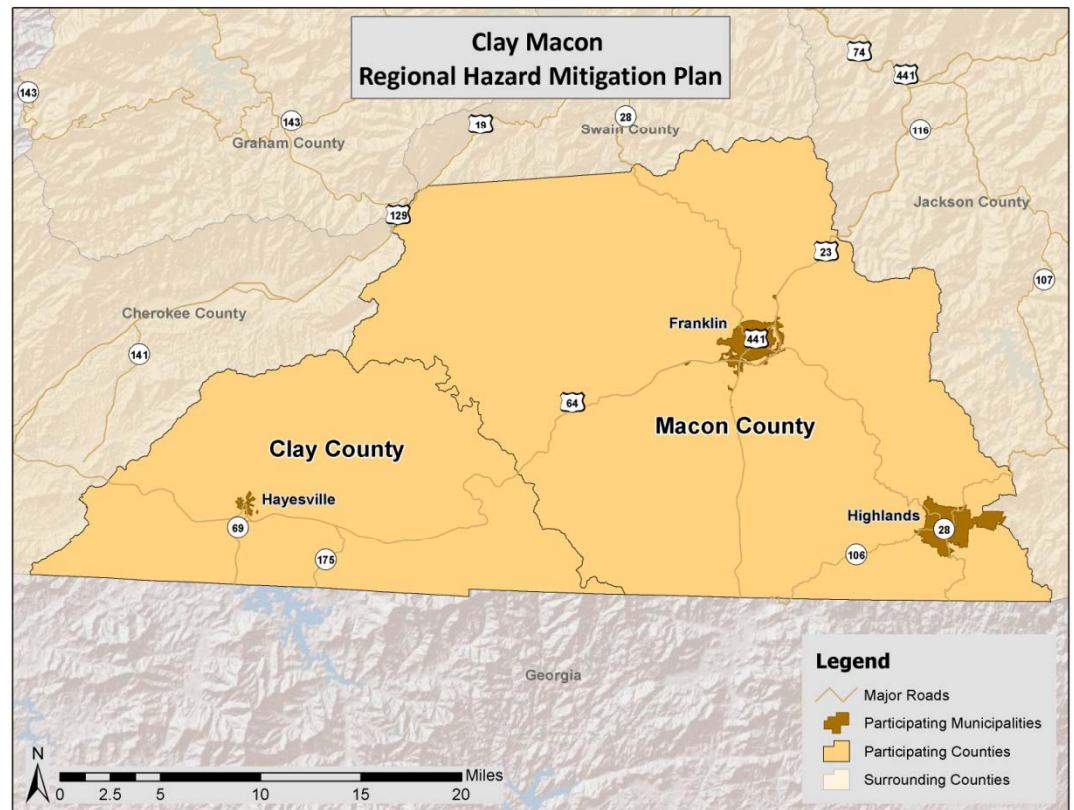 Clay Macon
Regional Hazard Mitigation Plan
74
441
143
143
28
19
Swain County
116
Graham County
129
Jackson County
23
107
Cherokee County
Franklin
441
141
64
Macon County
Clay County
Hayesville
Highlands
69
28
175
106
Georgia
Legend
Major Roads
Participating Municipalities
Participating Counties
Surrounding Counties
N
Miles
0 2.5 5 10 15 20